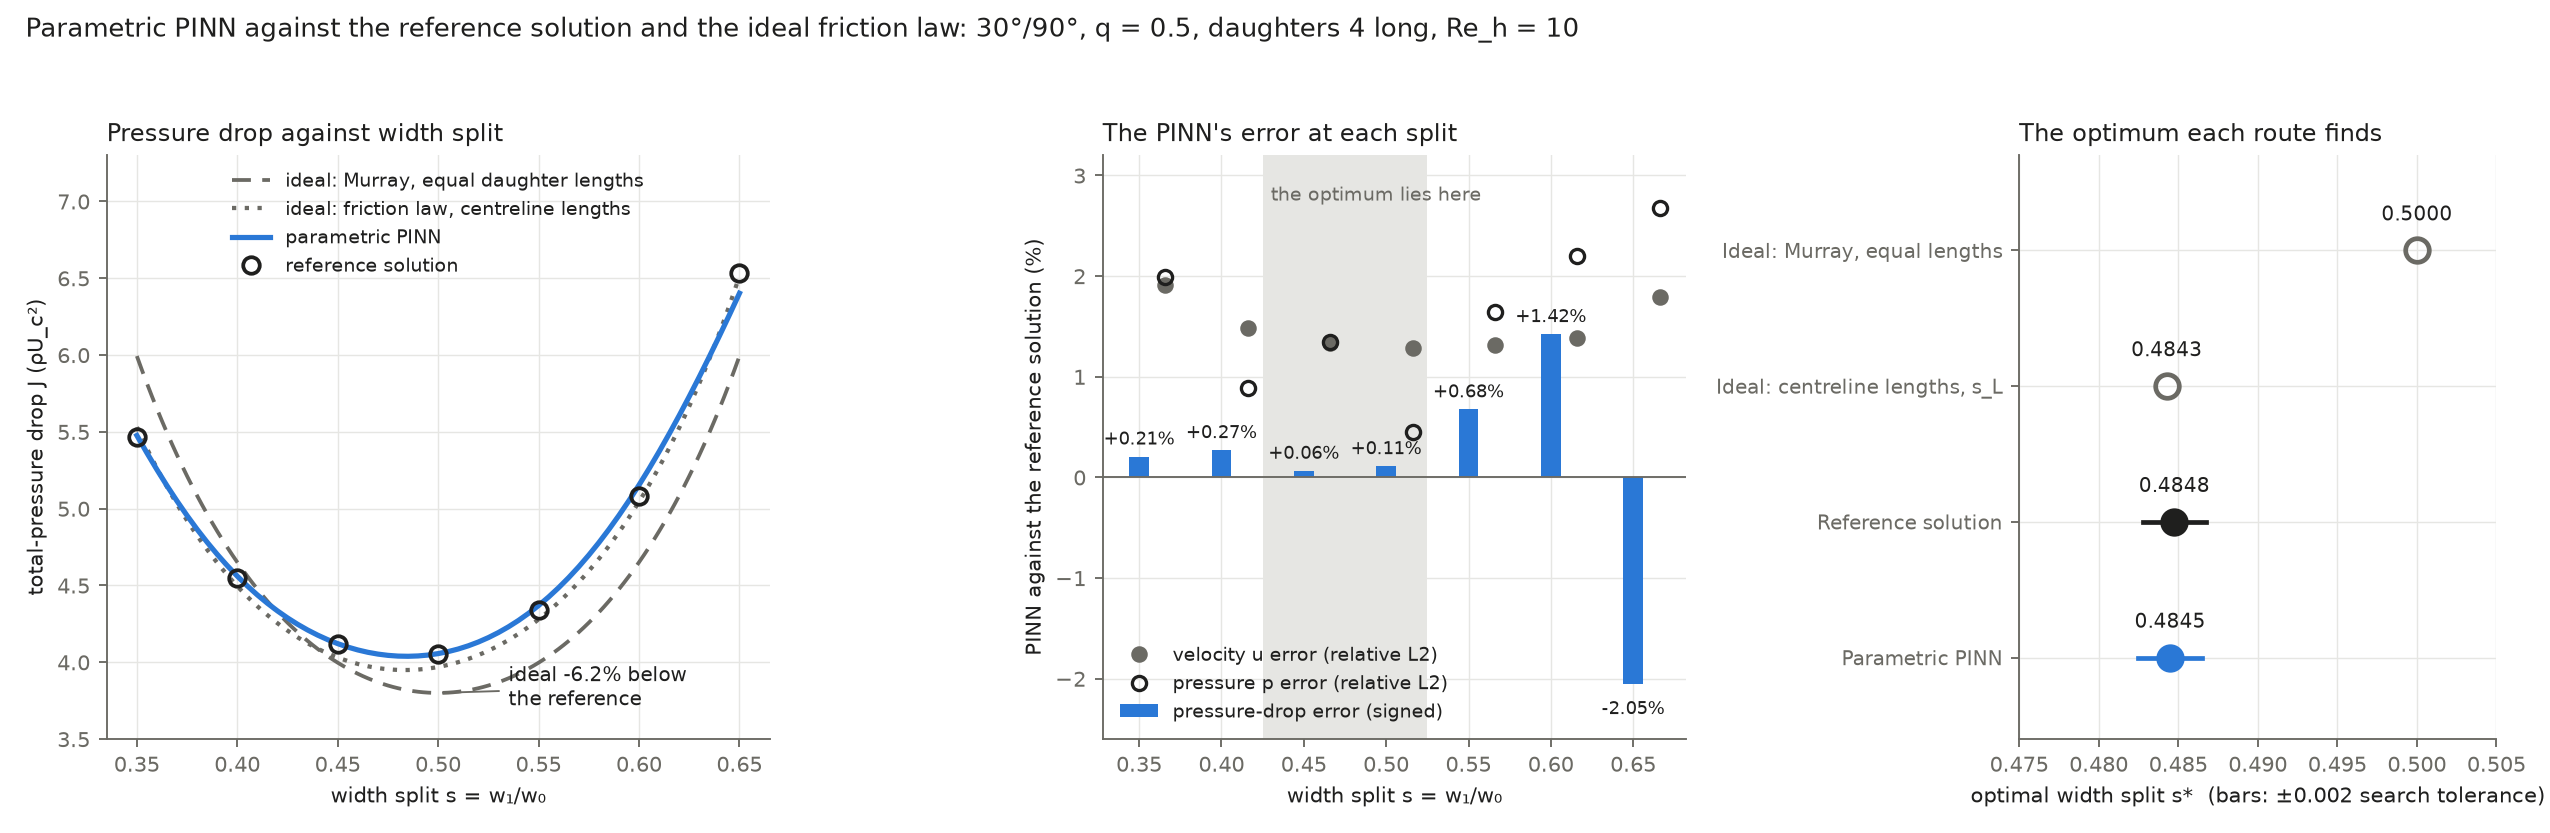 Parametric PINN against the reference solution and the ideal friction law: 30°/90°, q = 0.5, daughters 4 long, Re_h = 10
Pressure drop against width split
ideal: Murray, equal daughter lengths
ideal: friction law, centreline lengths
parametric PINN
reference solution
ideal -6.2% below
the reference
total-pressure drop J (ρU_c²)
7.0
6.5
6.0
5.5
5.0
4.5
4.0
3.5
0.35 0.40 0.45 0.50 0.55 0.60 0.65
width split s = w₁/w₀
The PINN's error at each split
the optimum lies here
+0.21%
+0.27%
+0.06%
+0.11%
+0.68%
+1.42%
-2.05%
velocity u error (relative L2)
pressure p error (relative L2)
pressure-drop error (signed)
PINN against the reference solution (%)
3
2
1
0
−1
−2
0.35 0.40 0.45 0.50 0.55 0.60 0.65
width split s = w₁/w₀
The optimum each route finds
Ideal: Murray, equal lengths
0.5000
Ideal: centreline lengths, s_L
0.4843
Reference solution
0.4848
Parametric PINN
0.4845
0.475 0.480 0.485 0.490 0.495 0.500 0.505
optimal width split s* (bars: ±0.002 search tolerance)